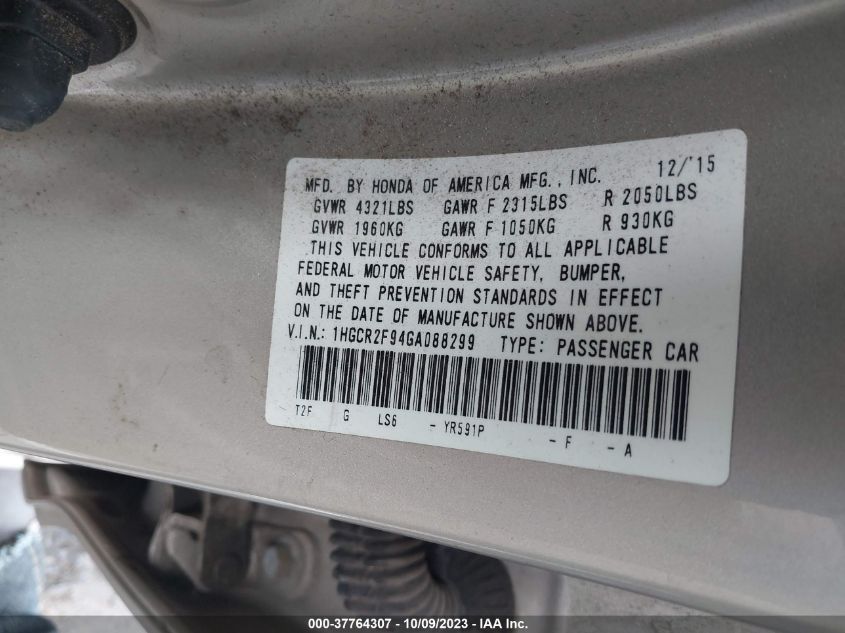 MFD. BY HONDA OF AMERICA MFG., INC. 12/'15
GVWR 4321LBS GAWR F 2315LBS R 2050LBS
GVWR 1960KG GAWR F 1050KG R 930KG
THIS VEHICLE CONFORMS TO ALL APPLICABLE
FEDERAL MOTOR VEHICLE SAFETY, BUMPER,
AND THEFT PREVENTION STANDARDS IN EFFECT
ON THE DATE OF MANUFACTURE SHOWN ABOVE.
V.I.N.: 1HGCR2F94GA088299 TYPE: PASSENGER CAR
T2F G LS6 -YR591P -F -A
000-37764307 - 10/09/2023 - IAA Inc.